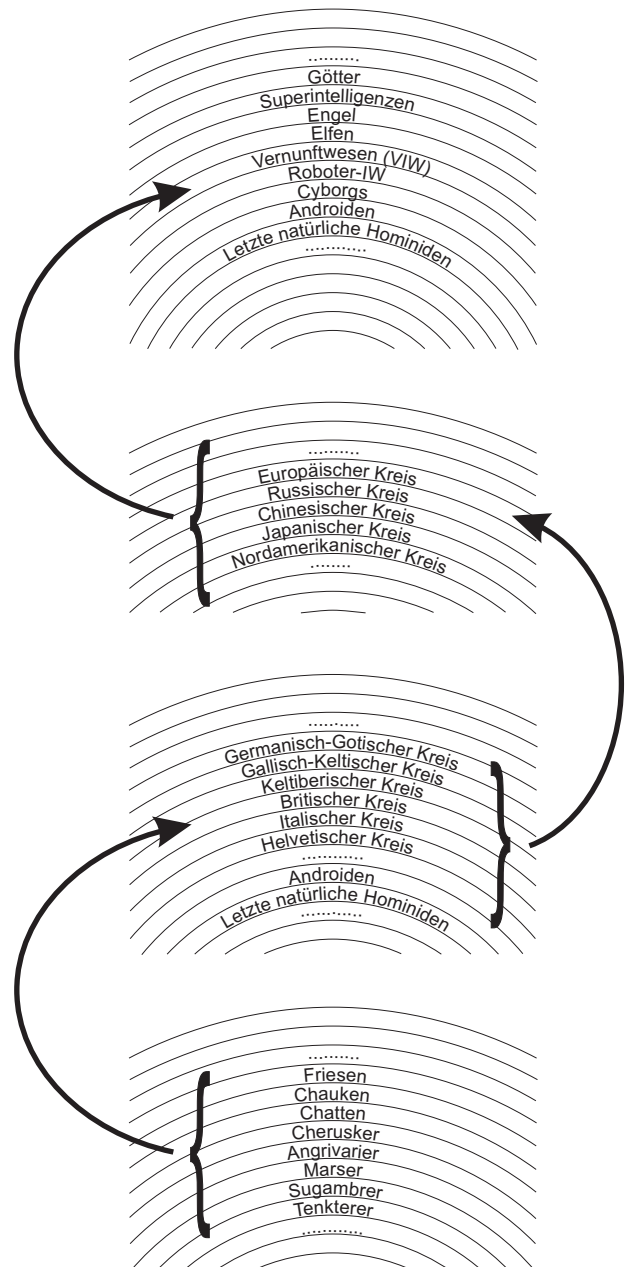 ..........
Götter
Superintelligenzen
Engel
Elfen
Vernunftwesen (VIW)
Roboter-IW
Cyborgs
Androiden
Letzte natürliche Hominiden
............
..........
Europäischer Kreis
Russischer Kreis
Chinesischer Kreis
Japanischer Kreis
Nordamerikanischer Kreis
........
..........
Germanisch-Gotischer Kreis
Gallisch-Keltischer Kreis
Keltiberischer Kreis
Britischer Kreis
Italischer Kreis
Helvetischer Kreis
............
Androiden
Letzte natürliche Hominiden
............
..........
Friesen
Chauken
Chatten
Cherusker
Angrivarier
Marser
Sugambrer
Tenkterer
............